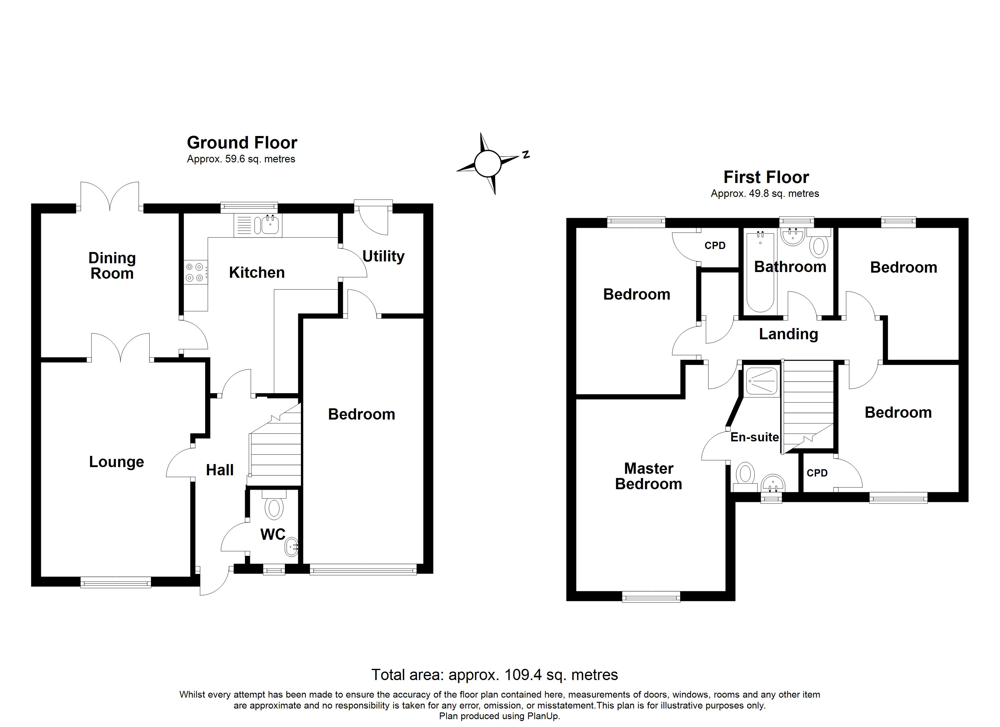 Ground Floor
Approx. 59.6 sq. metres
N
First Floor
Approx. 49.8 sq. metres
Dining
Room
Kitchen
Utility
Bedroom
Lounge
Hall
WC
CPD
Bathroom
Bedroom
Bedroom
Landing
Bedroom
En-suite
Master
Bedroom
CPD
Total area: approx. 109.4 sq. metres
Whilst every attempt has been made to ensure the accuracy of the floor plan contained here, measurements of doors, windows, rooms and any other item
are approximate and no responsibility is taken for any error, omission, or misstatement.This plan is for illustrative purposes only.
Plan produced using PlanUp.